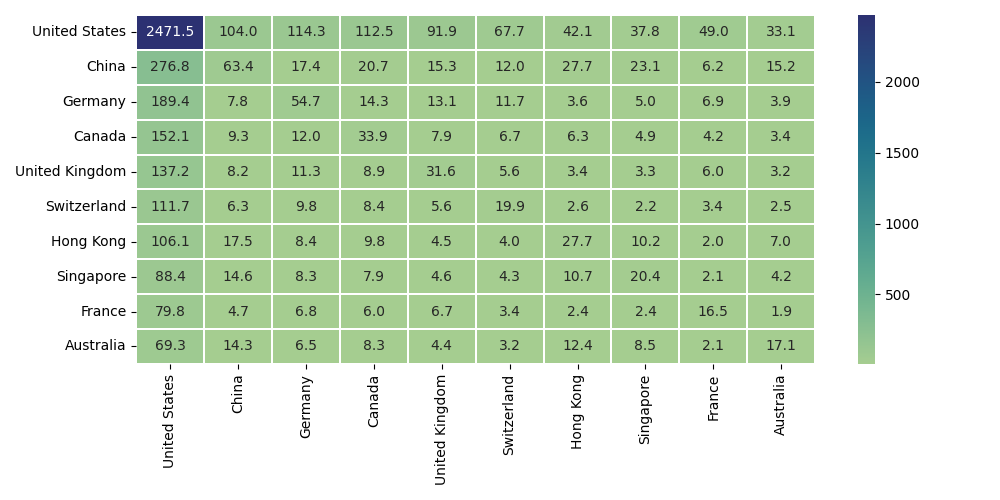 United States 2471.5 104.0 114.3 112.5 91.9 67.7 42.1 37.8 49.0 33.1
China 276.8 63.4 17.4 20.7 15.3 12.0 27.7 23.1 6.2 15.2
Germany 189.4 7.8 54.7 14.3 13.1 11.7 3.6 5.0 6.9 3.9
Canada 152.1 9.3 12.0 33.9 7.9 6.7 6.3 4.9 4.2 3.4
United Kingdom 137.2 8.2 11.3 8.9 31.6 5.6 3.4 3.3 6.0 3.2
Switzerland 111.7 6.3 9.8 8.4 5.6 19.9 2.6 2.2 3.4 2.5
Hong Kong 106.1 17.5 8.4 9.8 4.5 4.0 27.7 10.2 2.0 7.0
Singapore 88.4 14.6 8.3 7.9 4.6 4.3 10.7 20.4 2.1 4.2
France 79.8 4.7 6.8 6.0 6.7 3.4 2.4 2.4 16.5 1.9
Australia 69.3 14.3 6.5 8.3 4.4 3.2 12.4 8.5 2.1 17.1
United States
China
Germany
Canada
United Kingdom
Switzerland
Hong Kong
Singapore
France
Australia
2000
1500
1000
500